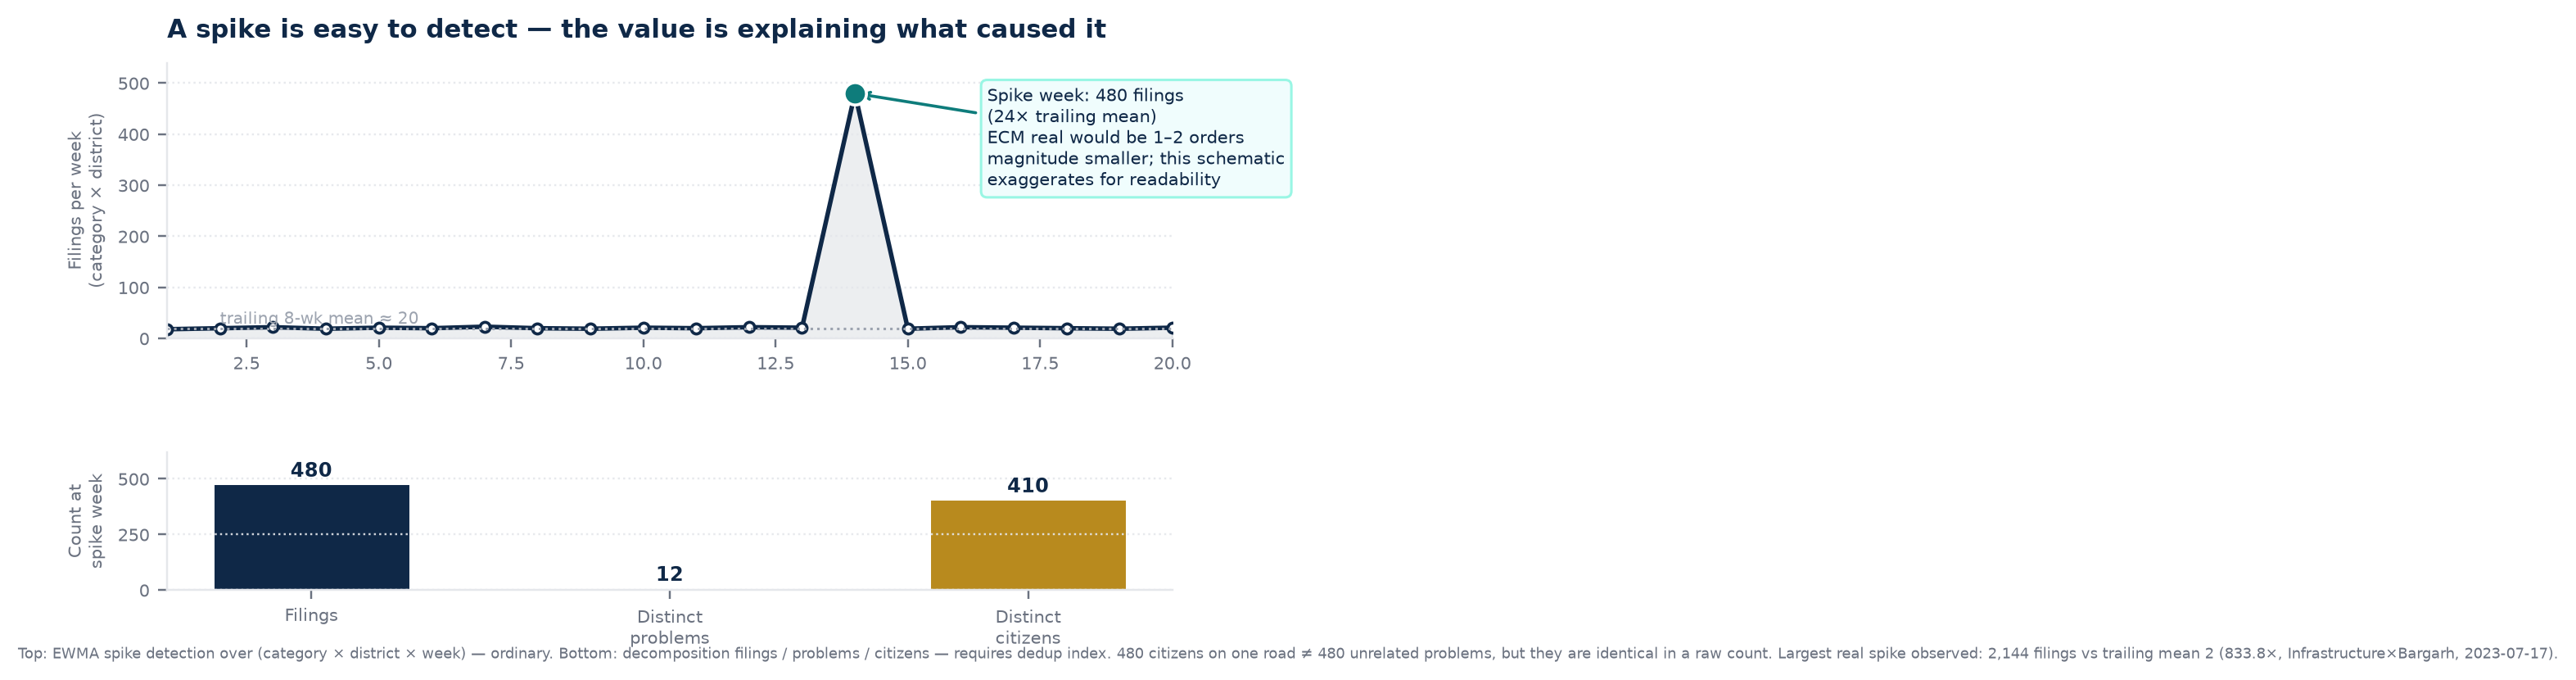 A spike is easy to detect — the value is explaining what caused it
Filings per week
(category × district)
500
400
300
200
100
0
Spike week: 480 filings
(24× trailing mean)
ECM real would be 1–2 orders
magnitude smaller; this schematic
exaggerates for readability
trailing 8-wk mean ≈ 20
2.5 5.0 7.5 10.0 12.5 15.0 17.5 20.0
Count at
spike week
500
250
0
480
12
410
Filings
Distinct
problems
Distinct
citizens
Top: EWMA spike detection over (category × district × week) — ordinary. Bottom: decomposition filings / problems / citizens — requires dedup index. 480 citizens on one road ≠ 480 unrelated problems, but they are identical in a raw count. Largest real spike observed: 2,144 filings vs trailing mean 2 (833.8×, Infrastructure×Bargarh, 2023-07-17).